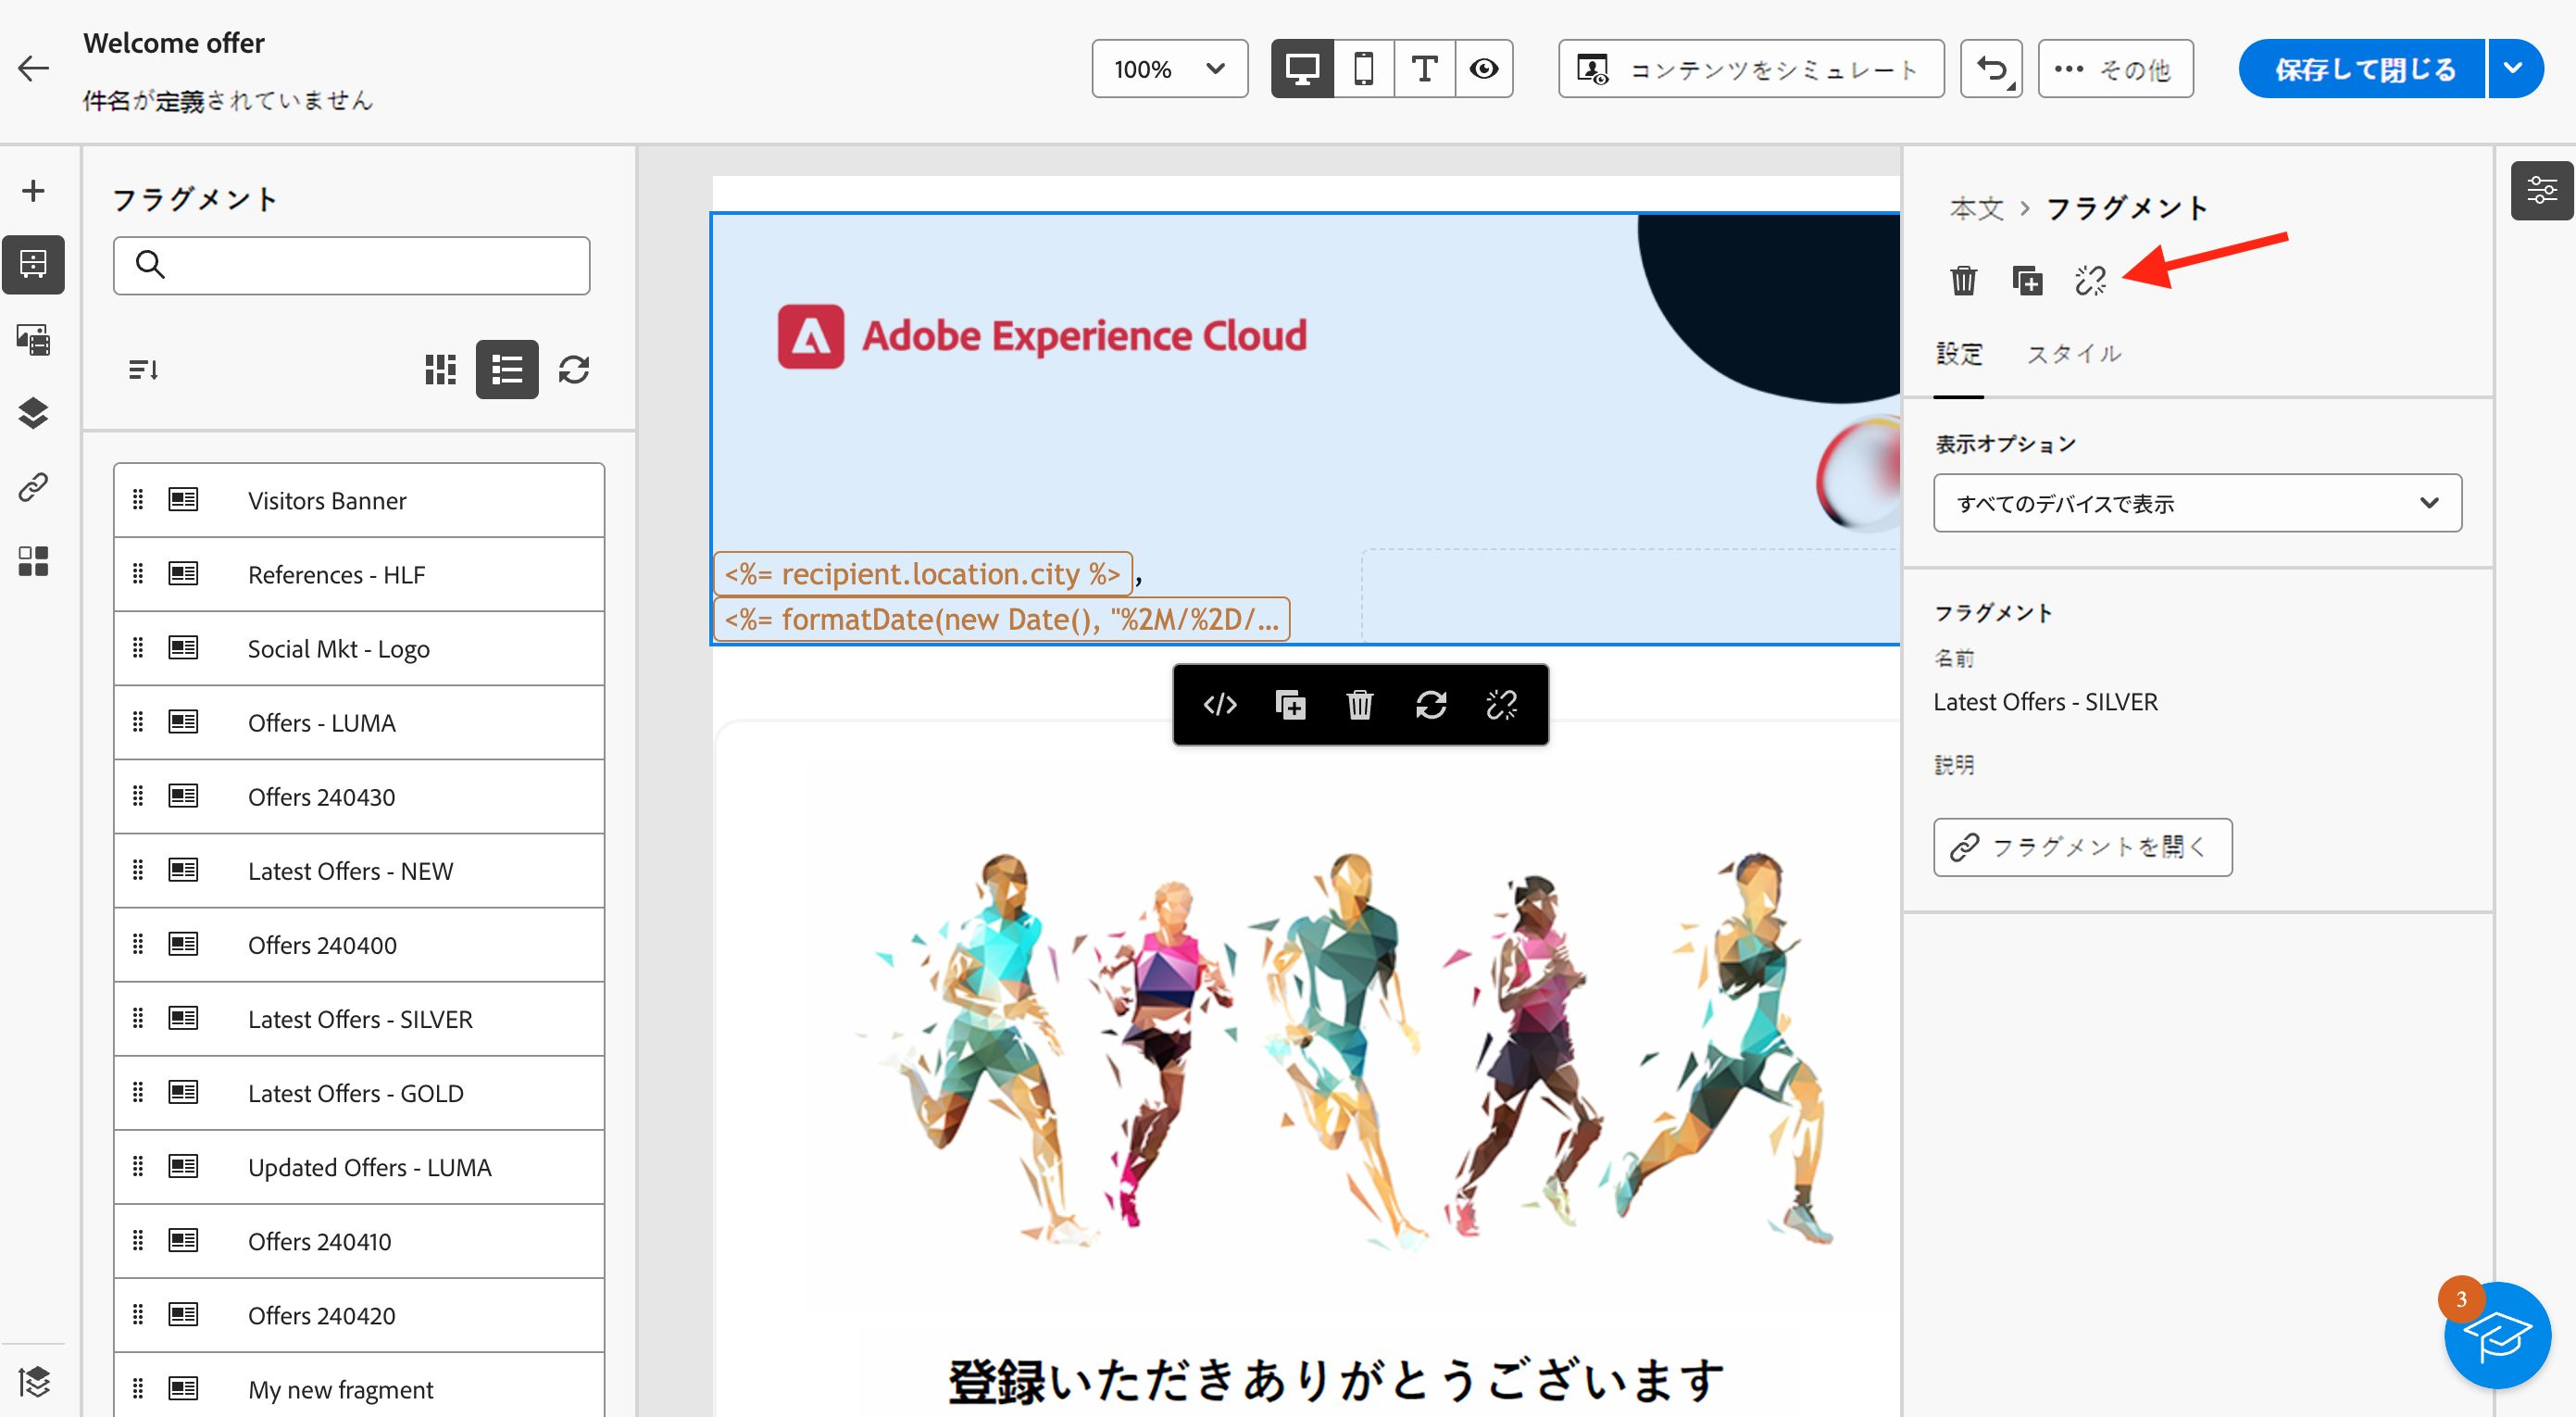 Welcome offer
件名が定義されていません
100%
コンテンツをシミュレート
その他
保存して閉じる
フラグメント
Visitors Banner
References - HLF
Social Mkt - Logo
Offers - LUMA
Offers 240430
Latest Offers - NEW
Offers 240400
Latest Offers - SILVER
Latest Offers - GOLD
Updated Offers - LUMA
Offers 240410
Offers 240420
My new fragment
Adobe Experience Cloud
<%= recipient.location.city %> ,
<%= formatDate(new Date(), "%2M/%2D/...
登録いただきありがとうございます
本文 › フラグメント
設定
スタイル
表示オプション
すべてのデバイスで表示
フラグメント
名前
Latest Offers - SILVER
説明
フラグメントを開く
3